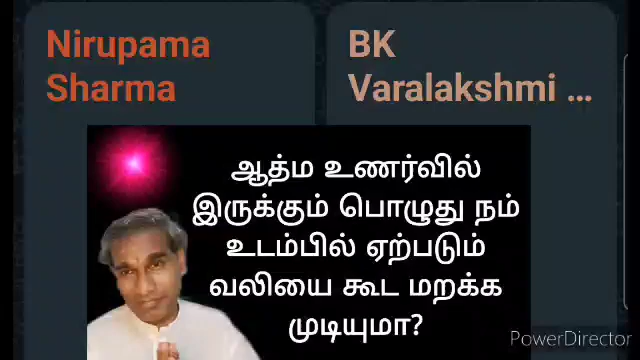 Nirupama
Sharma
BK
Varalakshmi ...
ஆத்ம உணர்வில்
இருக்கும் பொழுது நம்
உடம்பில் ஏற்படும்
வலியை கூட மறக்க
முடியுமா?
PowerDirector